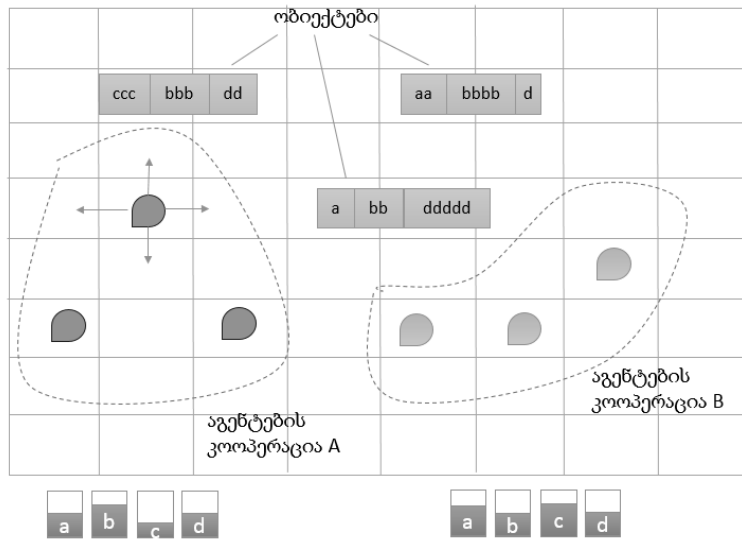 ობიექტები
ccc bbb dd
aa bbbb d
a bb ddddd
აგენტების
კოოპერაცია B
აგენტების
კოოპერაცია A
a b c d
a b c d